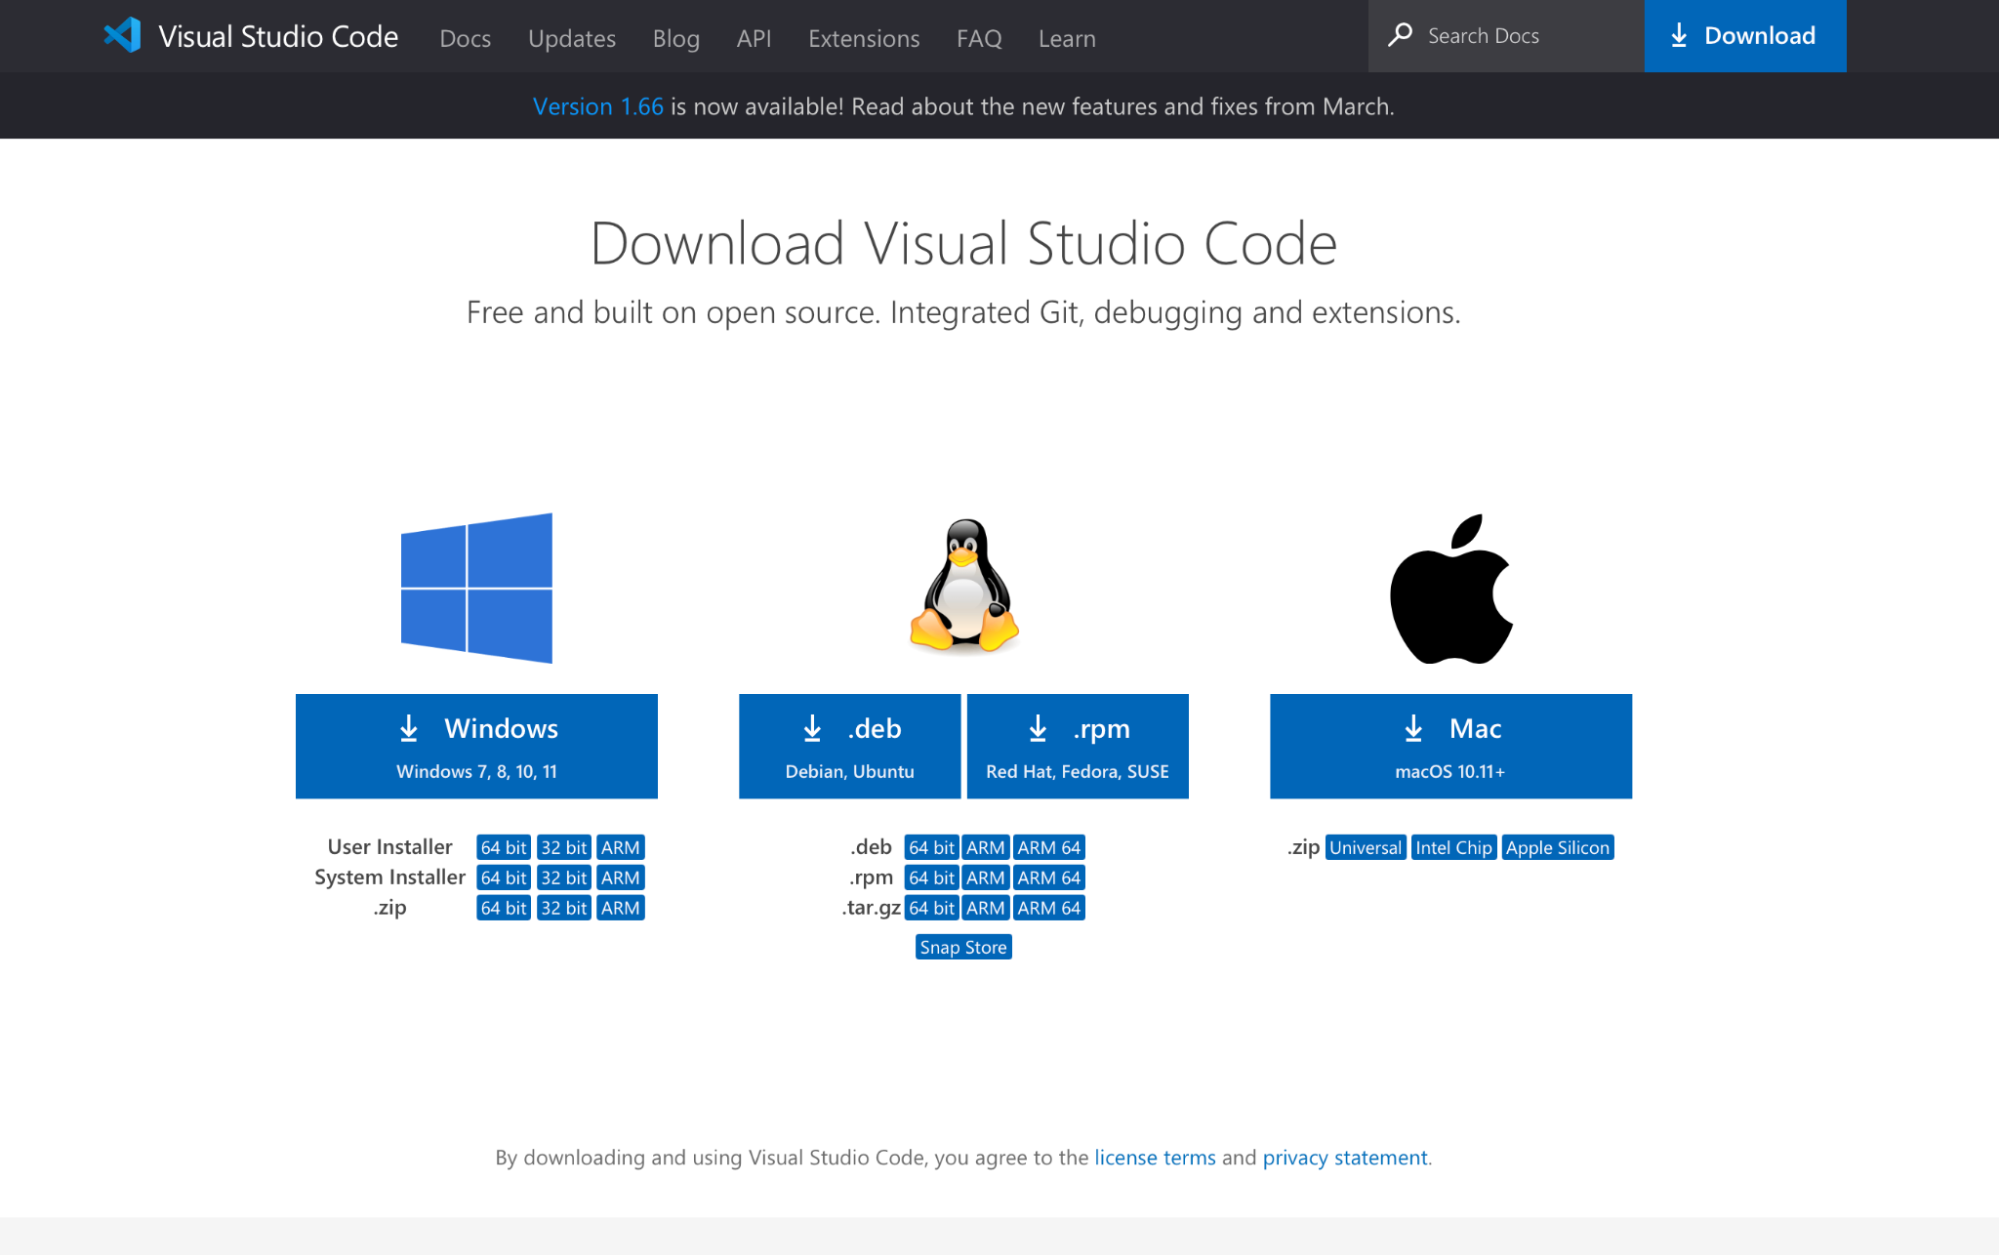 Visual Studio Code Docs Updates Blog API Extensions FAQ Learn Search Docs Download
Version 1.66 is now available! Read about the new features and fixes from March.
Download Visual Studio Code
Free and built on open source. Integrated Git, debugging and extensions.
Windows
Windows 7, 8, 10, 11
User Installer 64 bit 32 bit ARM
System Installer 64 bit 32 bit ARM
.zip 64 bit 32 bit ARM
.deb
Debian, Ubuntu
.rpm
Red Hat, Fedora, SUSE
.deb 64 bit ARM ARM 64
.rpm 64 bit ARM ARM 64
.tar.gz 64 bit ARM ARM 64
Snap Store
Mac
macOS 10.11+
.zip Universal Intel Chip Apple Silicon
By downloading and using Visual Studio Code, you agree to the license terms and privacy statement.